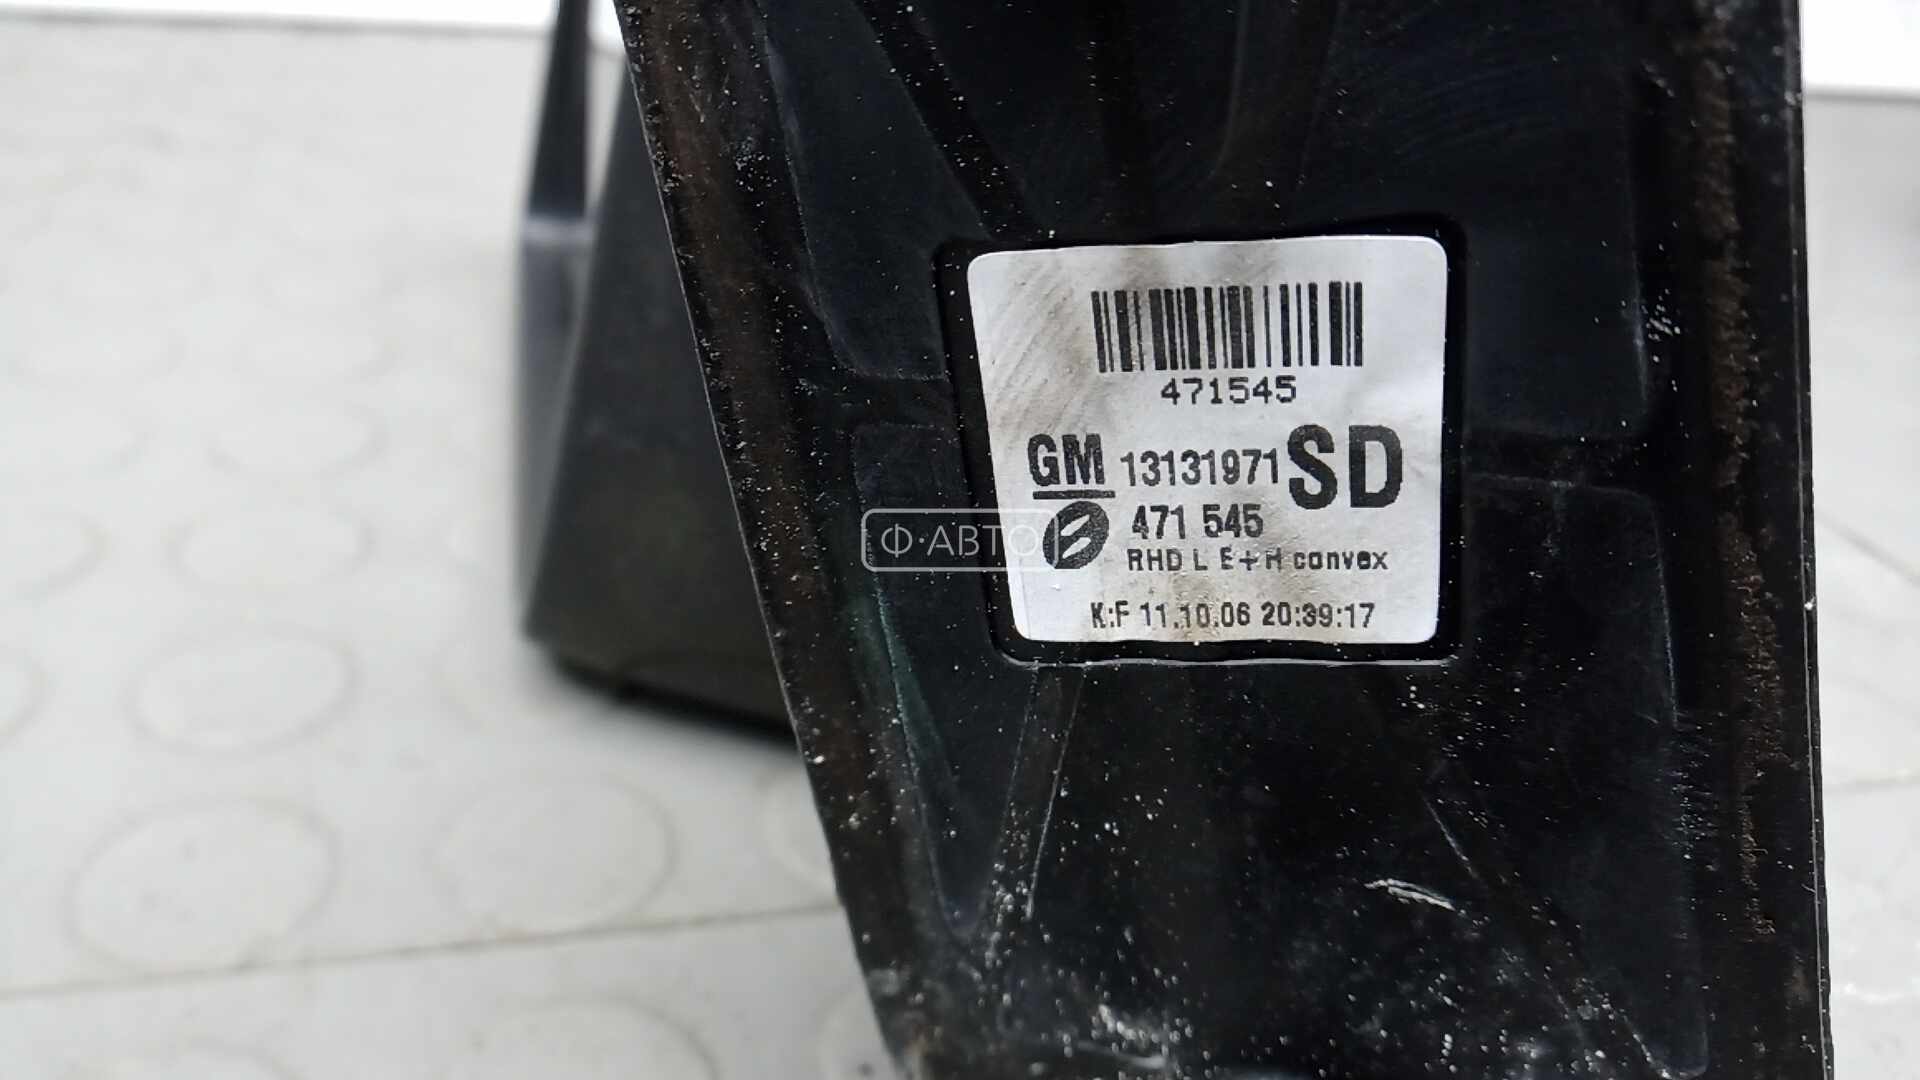 471545
GM 13131971 SD
471 545
RHD L E+H convex
K:F 11.10.06 20:39:17
Ф·АВТО